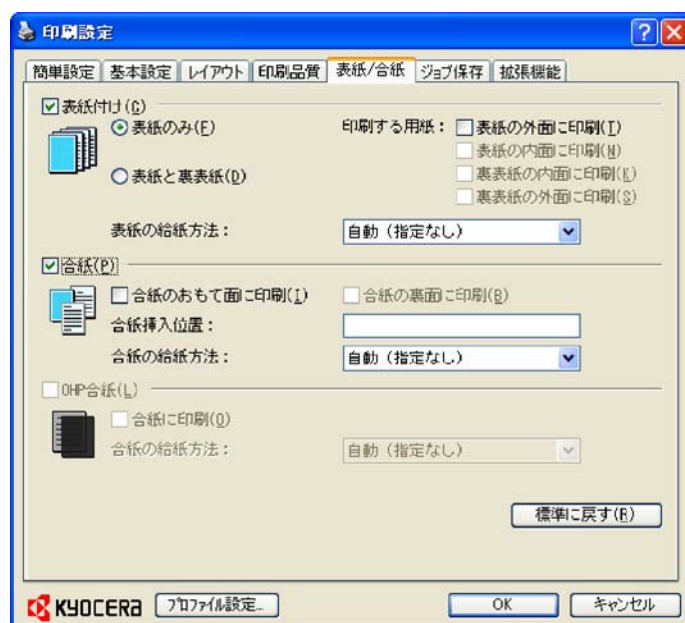 印刷設定
簡単設定 基本設定 レイアウト 印刷品質 表紙/合紙 ジョブ保存 拡張機能
表紙付け(C)
表紙のみ(F) 印刷する用紙: 表紙の外面に印刷(T)
表紙の内面に印刷(N)
表紙と裏表紙(D) 裏表紙の内面に印刷(K)
裏表紙の外面に印刷(S)
表紙の給紙方法: 自動 (指定なし)
合紙(P)
合紙のおもて面に印刷(I) 合紙の裏面に印刷(B)
合紙挿入位置:
合紙の給紙方法: 自動 (指定なし)
OHP合紙(L)
合紙に印刷(O)
合紙の給紙方法: 自動 (指定なし)
標準に戻す(R)
KYOCERA プロファイル設定... OK キャンセル